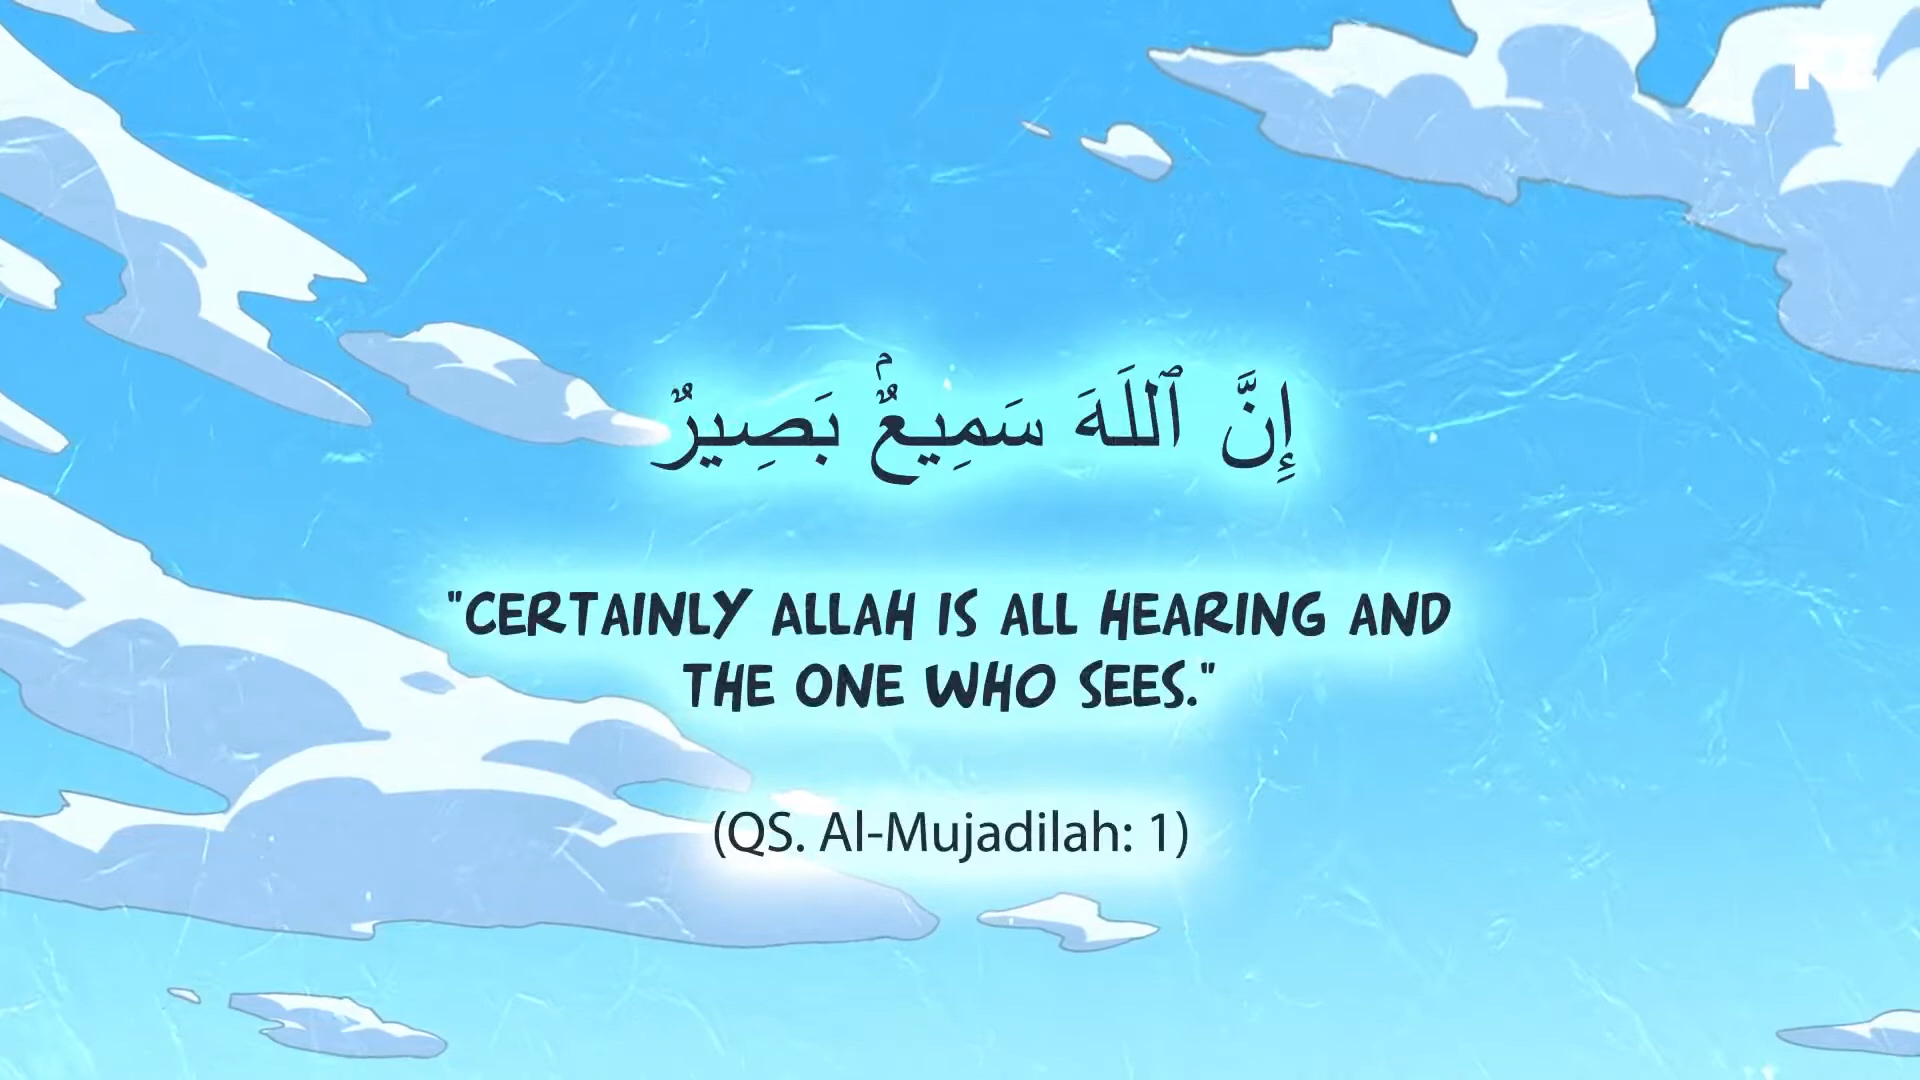 إِنَّ ٱللَهَ سَمِيعٌۢ بَصِيرٌ
"CERTAINLY ALLAH IS ALL HEARING AND
THE ONE WHO SEES."
(QS. Al-Mujadilah: 1)